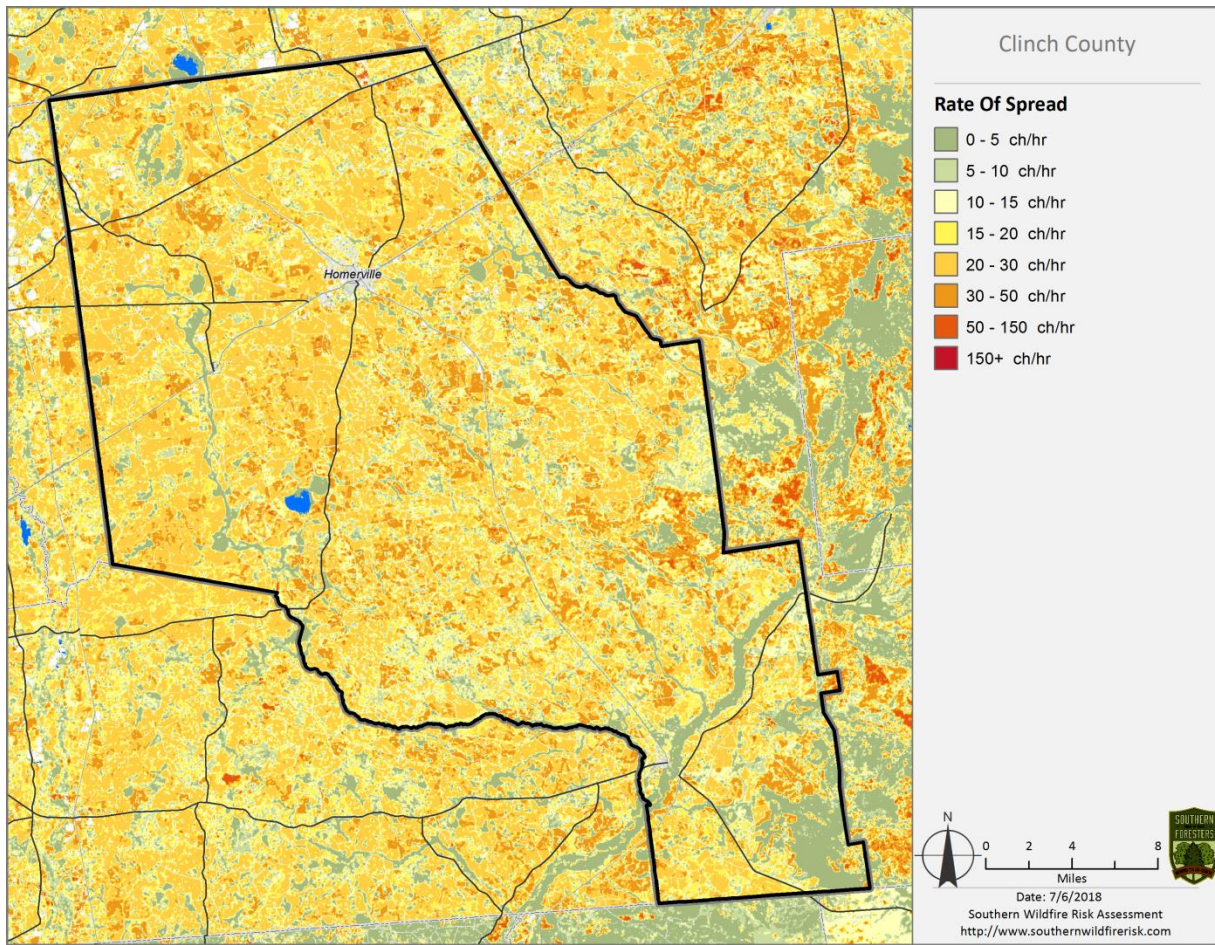 Clinch County
Rate Of Spread
0 - 5 ch/hr
5 - 10 ch/hr
10 - 15 ch/hr
15 - 20 ch/hr
20 - 30 ch/hr
30 - 50 ch/hr
50 - 150 ch/hr
150+ ch/hr
Homerville
N
0 2 4 8
Miles
SOUTHERN
FORESTERS
Date: 7/6/2018
Southern Wildfire Risk Assessment
http://www.southernwildfirerisk.com